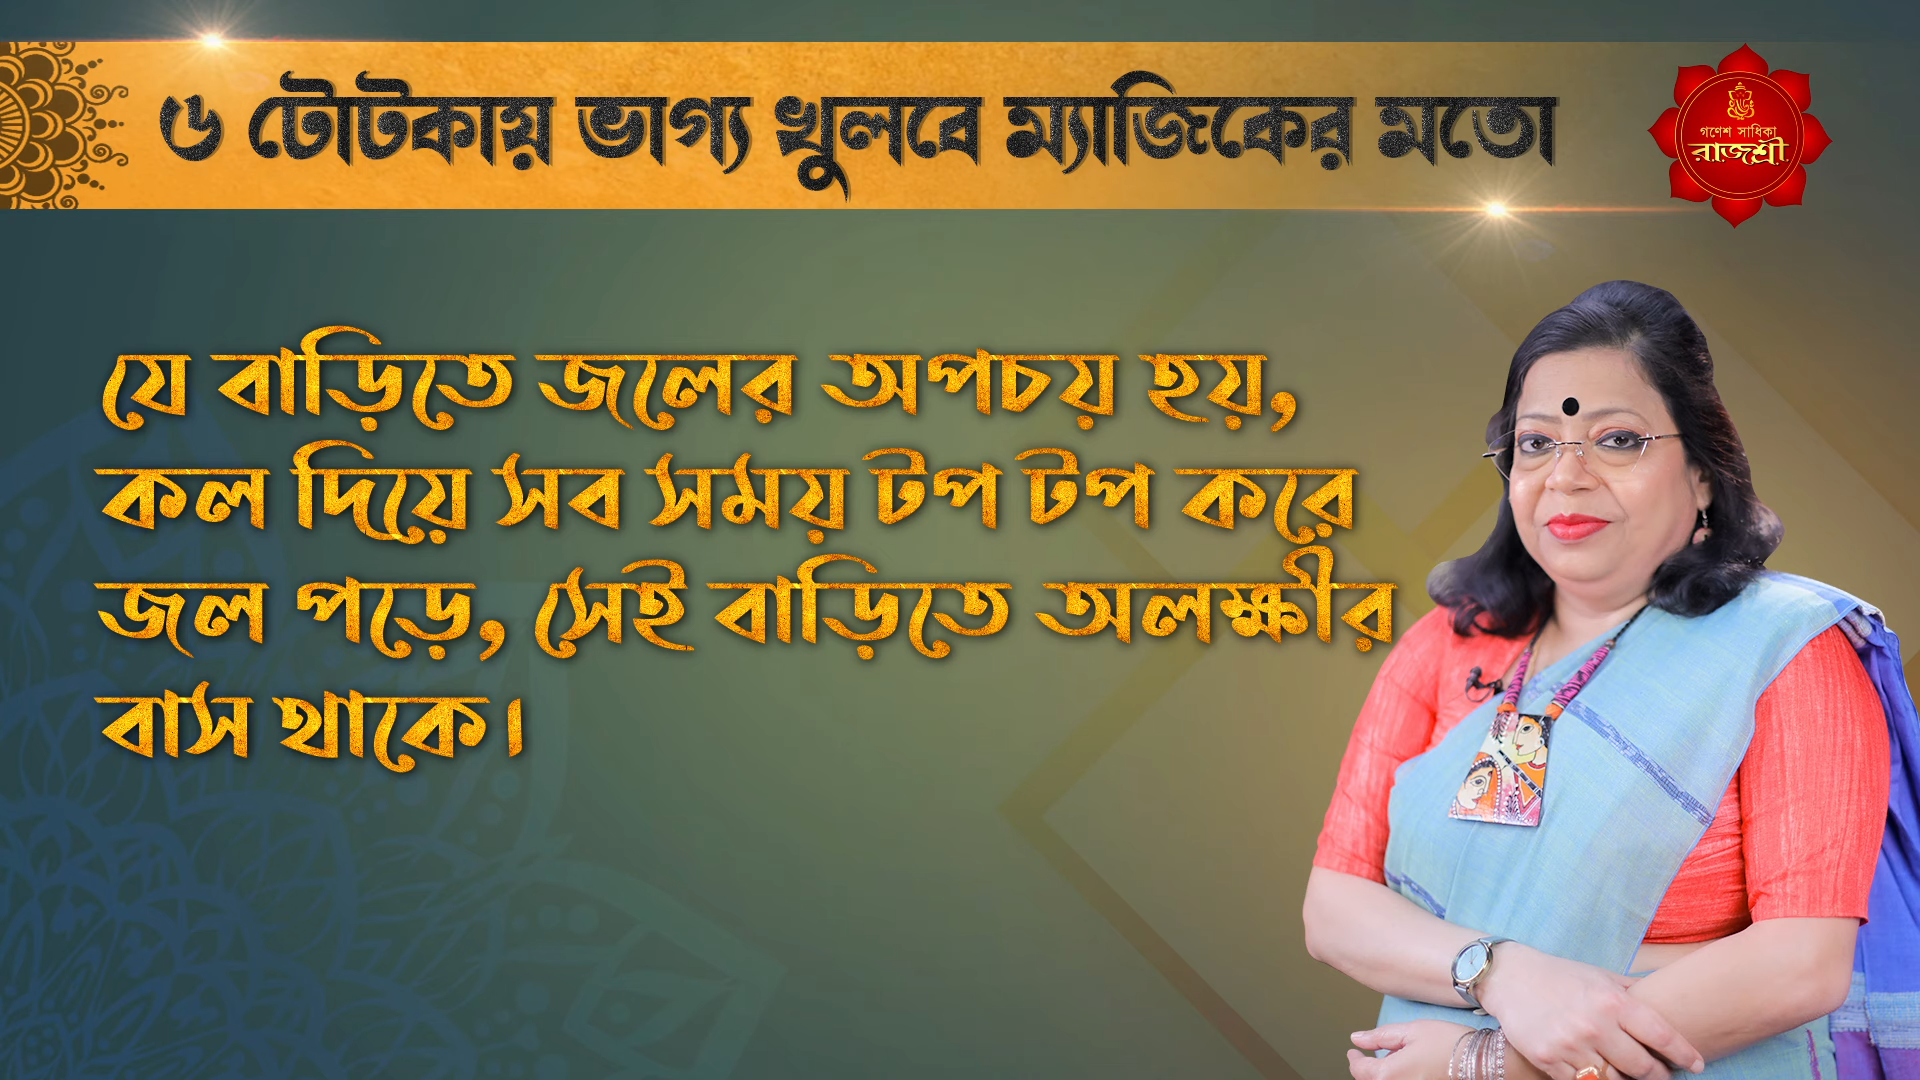 ৬ টোটকায় ভাগ্য খুলবে ম্যাজিকের মতো
গণেশ সাধিকা
রাজশ্রী
যে বাড়িতে জলের অপচয় হয়,
কল দিয়ে সব সময় টপ টপ করে
জল পড়ে, সেই বাড়িতে অলক্ষীর
বাস থাকে।